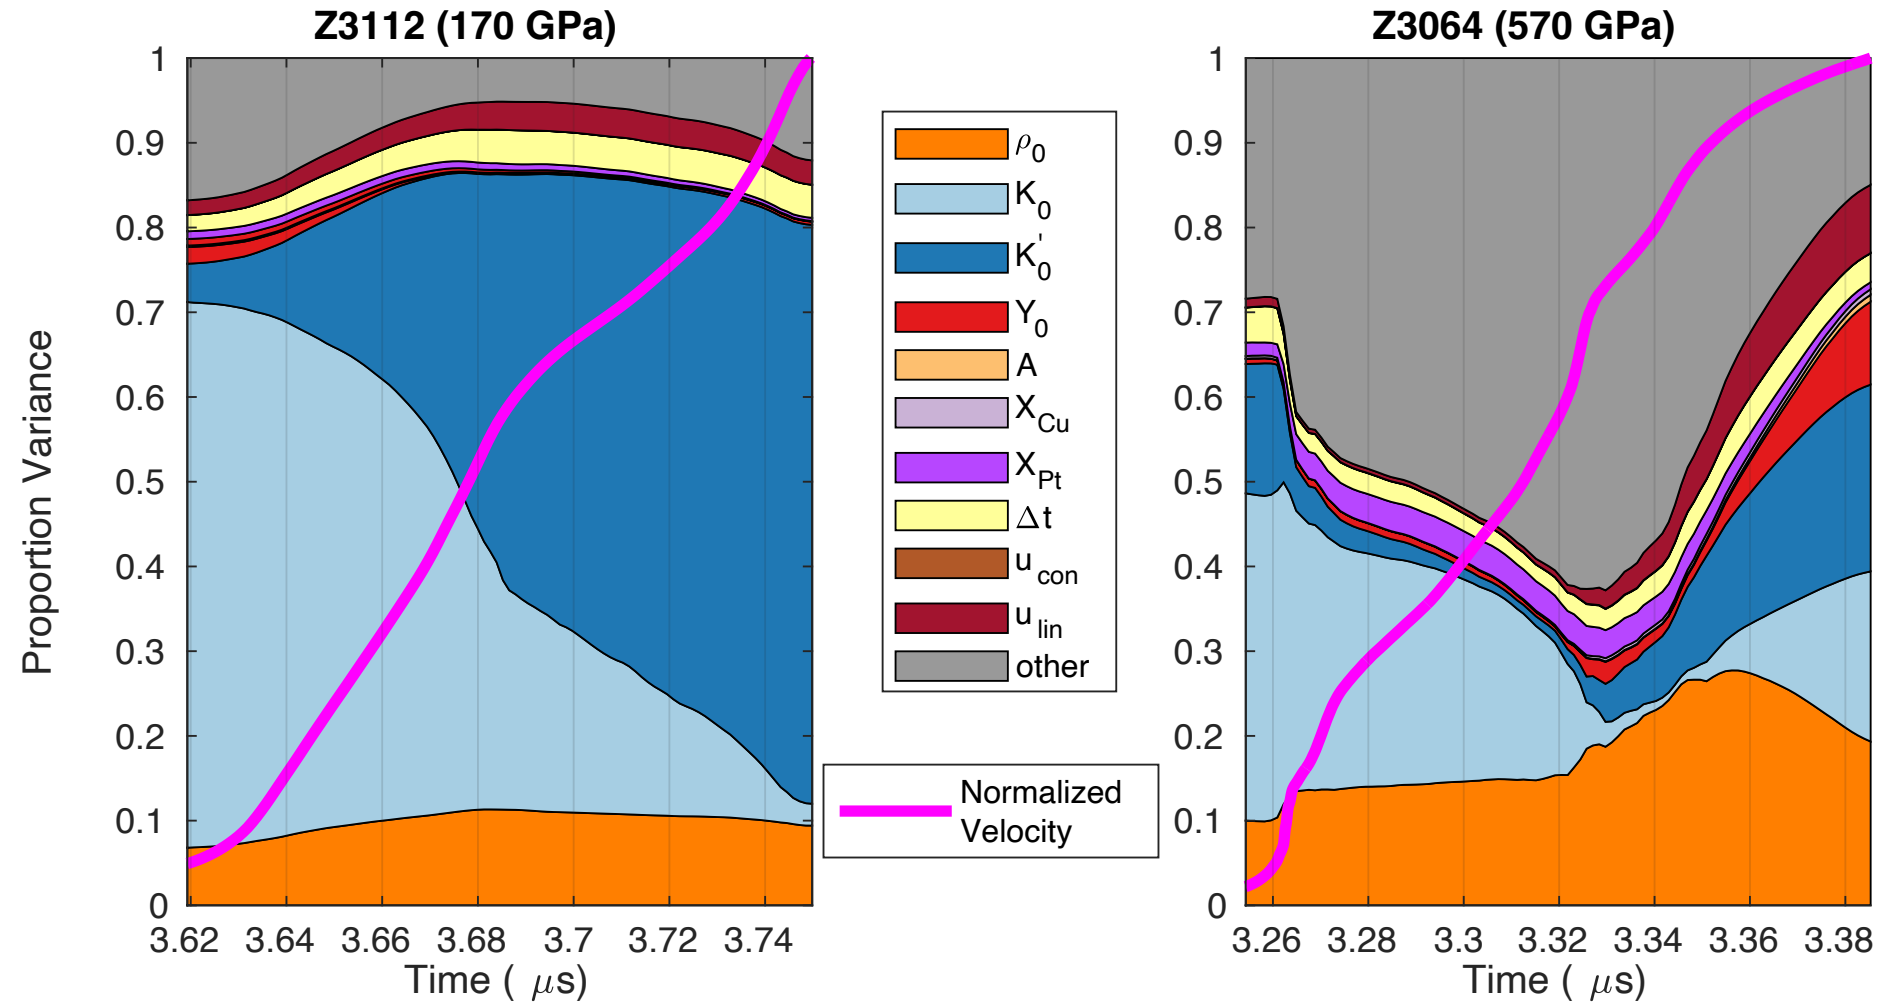 Z3112 (170 GPa)
Proportion Variance
1
0.9
0.8
0.7
0.6
0.5
0.4
0.3
0.2
0.1
0
3.62 3.64 3.66 3.68 3.7 3.72 3.74
Time ( μs)
ρ0
K0
K'0
Y0
A
XCu
XPt
Δt
ucon
ulin
other
Normalized
Velocity
Z3064 (570 GPa)
1
0.9
0.8
0.7
0.6
0.5
0.4
0.3
0.2
0.1
0
3.26 3.28 3.3 3.32 3.34 3.36 3.38
Time ( μs)